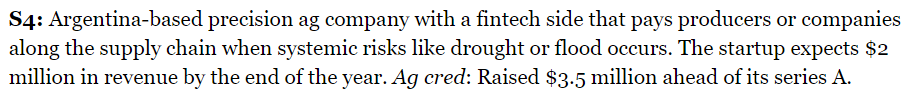 S4: Argentina-based precision ag company with a fintech side that pays producers or companies
along the supply chain when systemic risks like drought or flood occurs. The startup expects $2
million in revenue by the end of the year. Ag cred: Raised $3.5 million ahead of its series A.